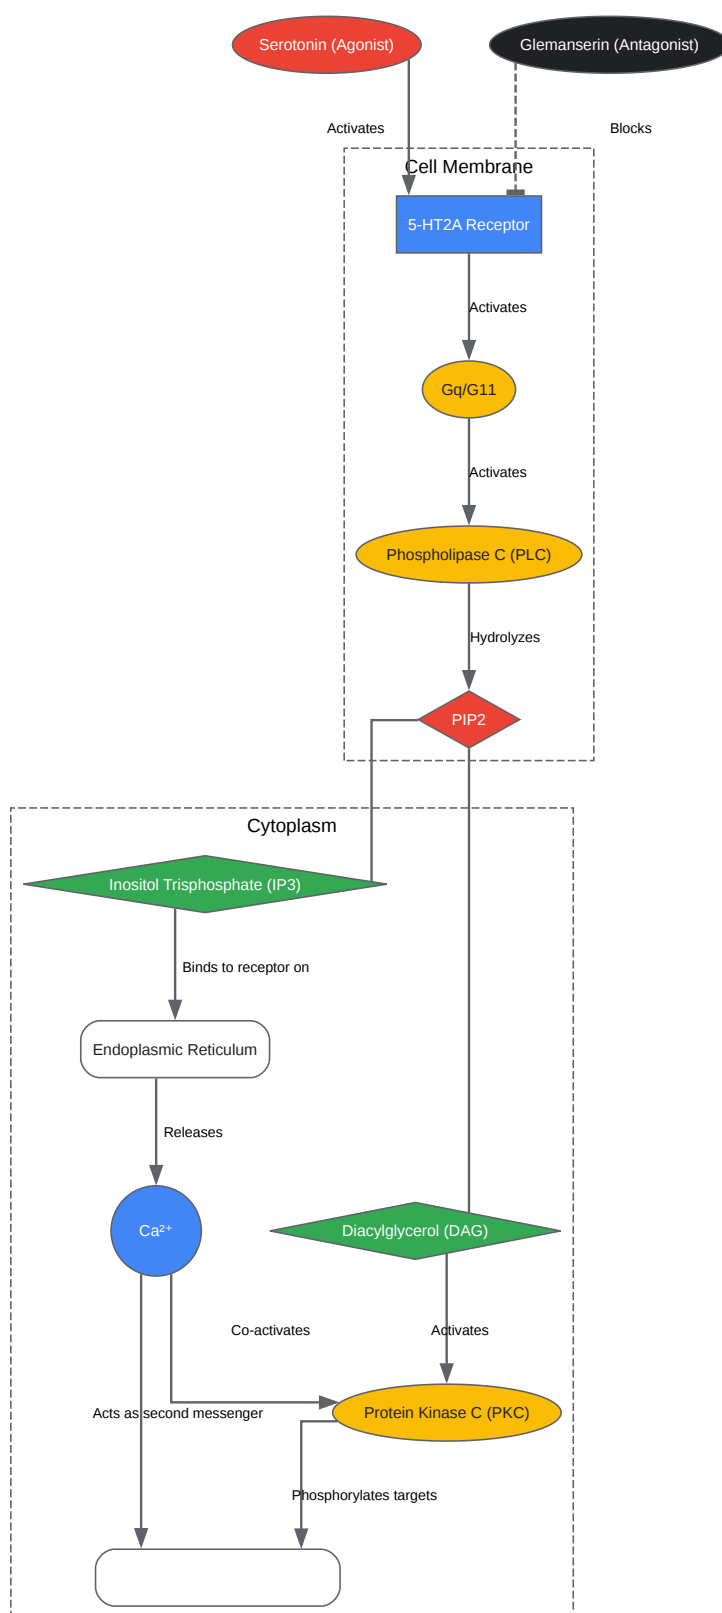 Serotonin (Agonist)
Glemanserin (Antagonist)
Activates
Blocks
Cell Membrane
5-HT2A Receptor
Activates
Gq/G11
Activates
Phospholipase C (PLC)
Hydrolyzes
PIP2
Cytoplasm
Inositol Trisphosphate (IP3)
Binds to receptor on
Endoplasmic Reticulum
Releases
Ca²⁺
Diacylglycerol (DAG)
Co-activates
Activates
Acts as second messenger
Protein Kinase C (PKC)
Phosphorylates targets